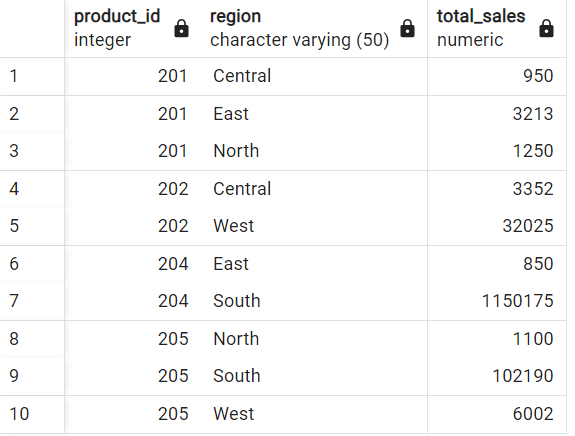 product_id region total_sales
integer character varying (50) numeric
1 201 Central 950
2 201 East 3213
3 201 North 1250
4 202 Central 3352
5 202 West 32025
6 204 East 850
7 204 South 1150175
8 205 North 1100
9 205 South 102190
10 205 West 6002